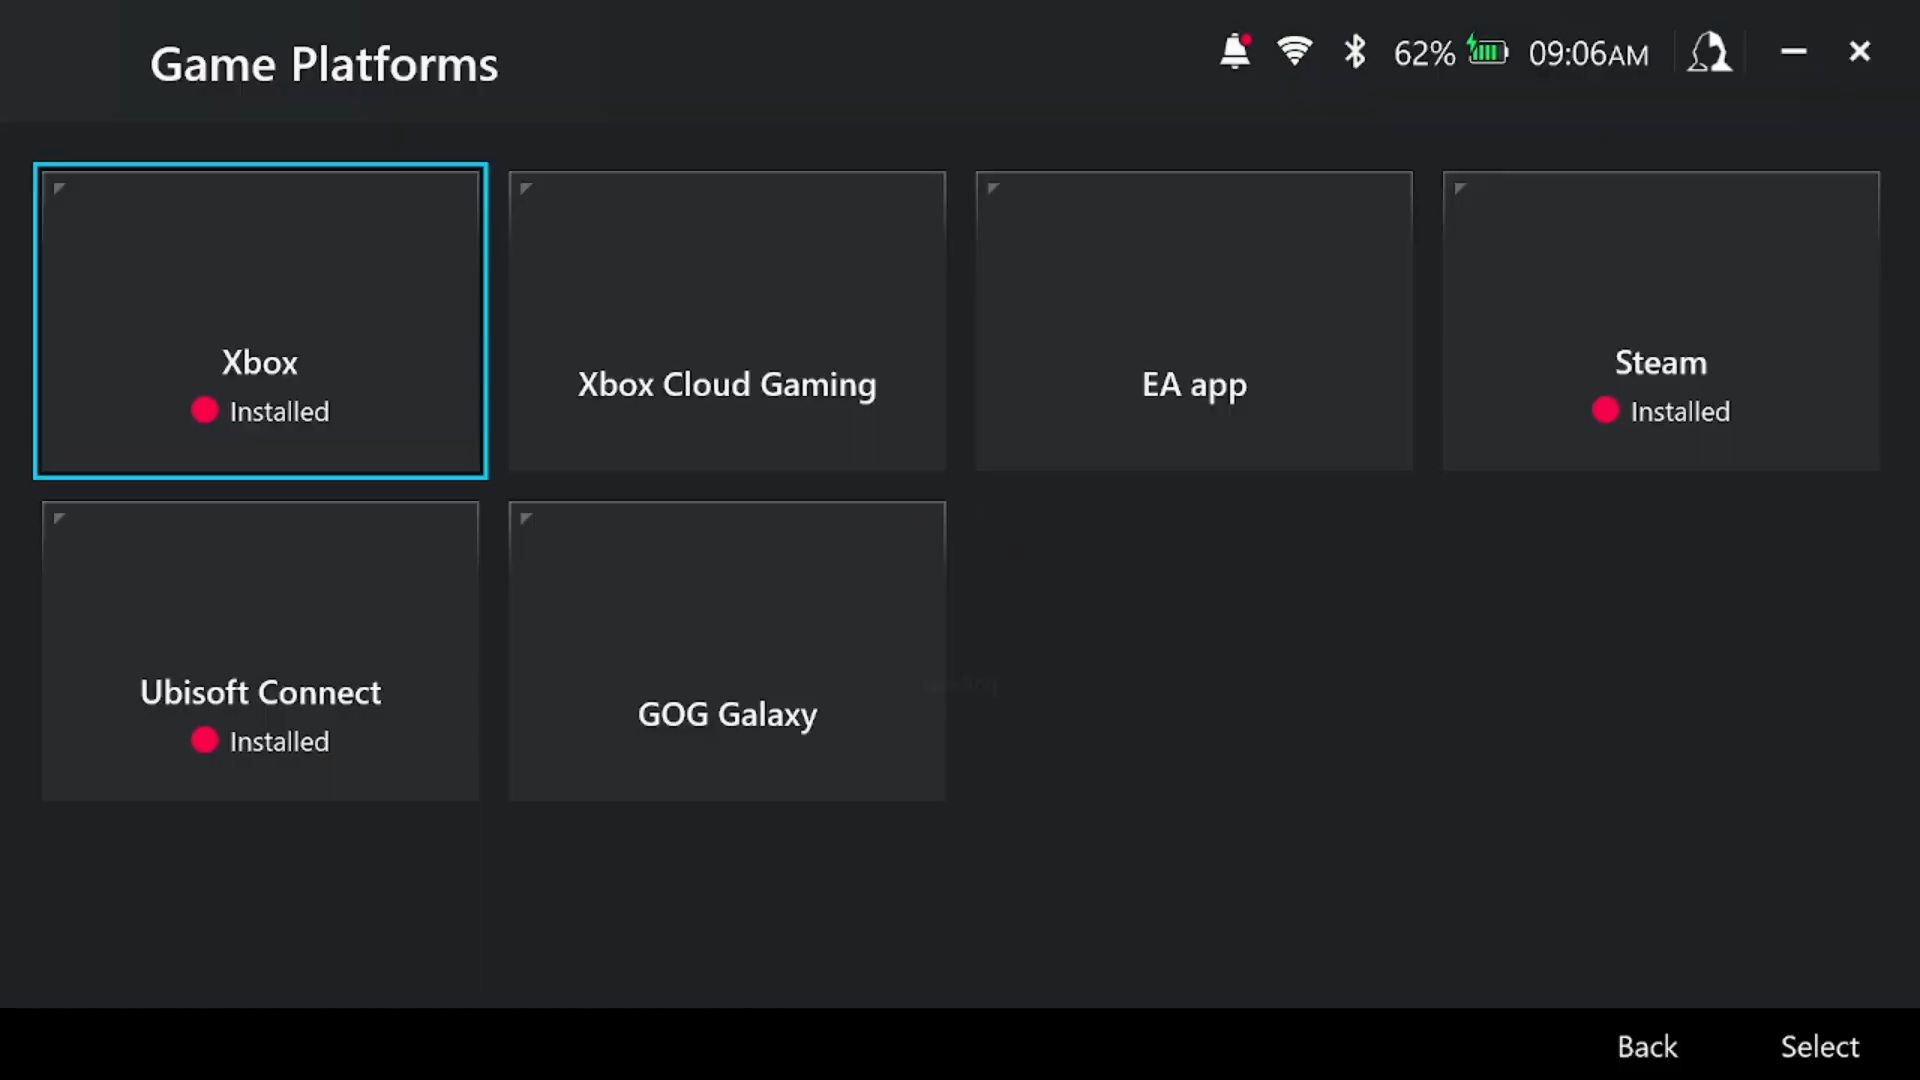 Game Platforms
62%
09:06AM
Xbox
Installed
Xbox Cloud Gaming
EA app
Steam
Installed
Ubisoft Connect
Installed
GOG Galaxy
Back
Select